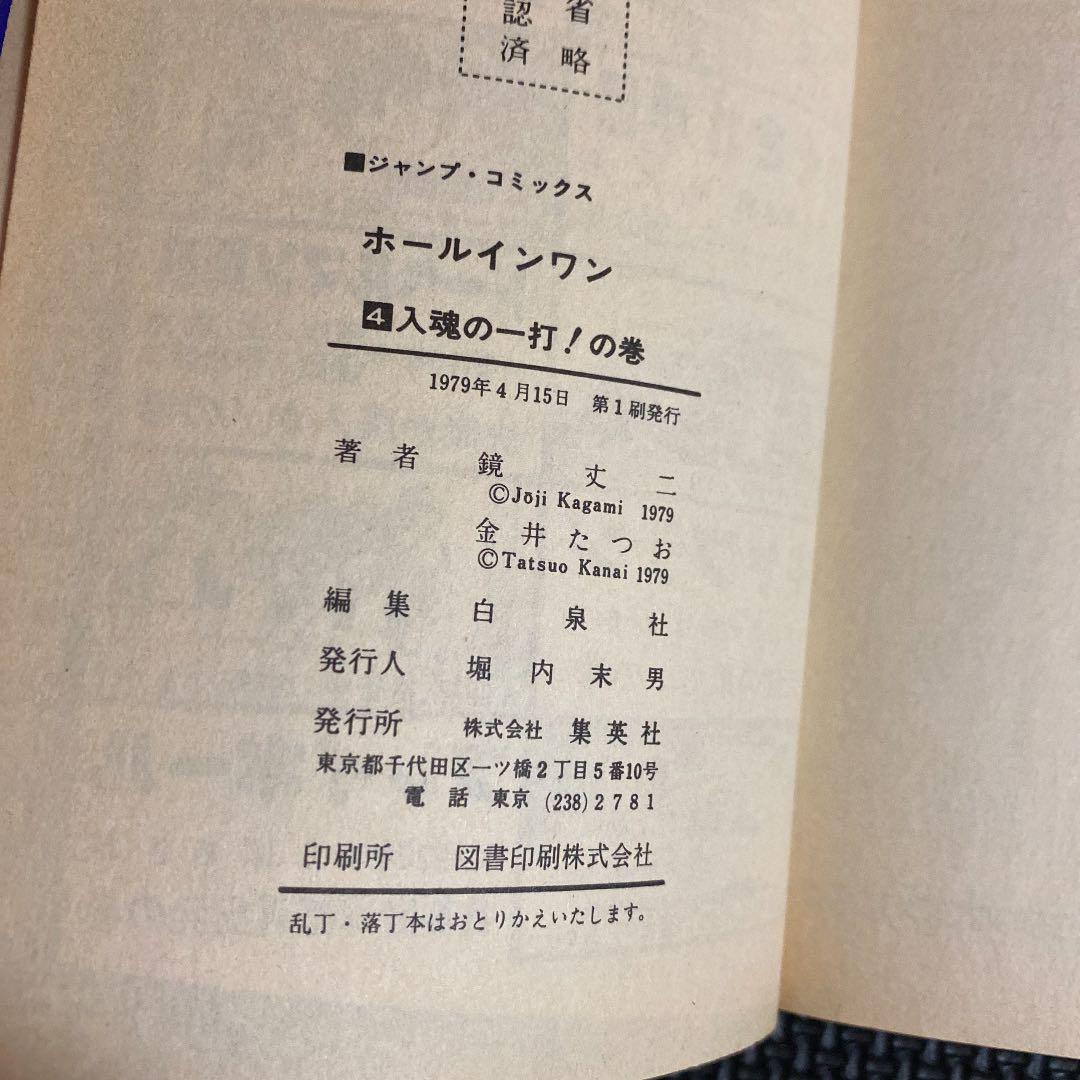 省略
認済
■ジャンプ・コミックス
ホールインワン
4入魂の一打!の巻
1979年4月15日 第1刷発行
著者 鏡丈二
©Jōji Kagami 1979
金井たつお
©Tatsuo Kanai 1979
編集 白泉社
発行人 堀内末男
発行所 株式会社 集英社
東京都千代田区一ツ橋2丁目5番10号
電話 東京 (238)2781
印刷所 図書印刷株式会社
乱丁・落丁本はおとりかえいたします。